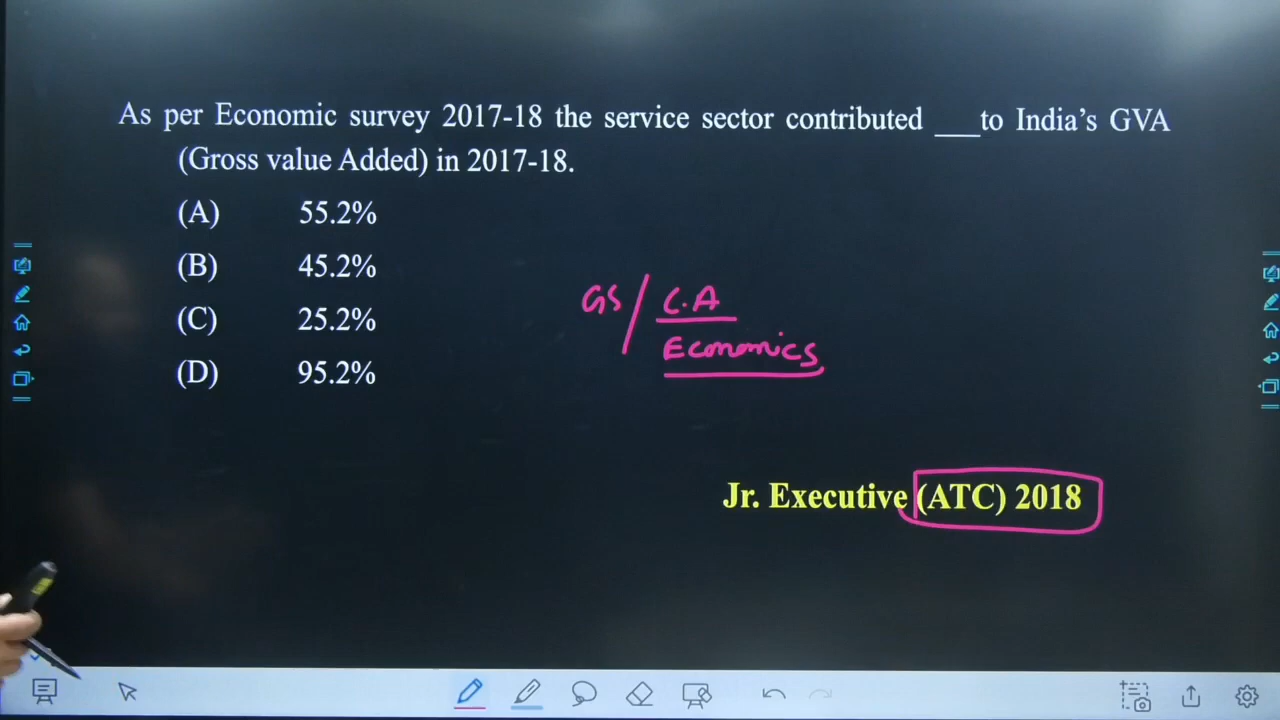 As per Economic survey 2017-18 the service sector contributed ___to India's GVA
(Gross value Added) in 2017-18.
(A) 55.2%
(B) 45.2%
(C) 25.2%
(D) 95.2%
GS / C.A
Economics
Jr. Executive (ATC) 2018